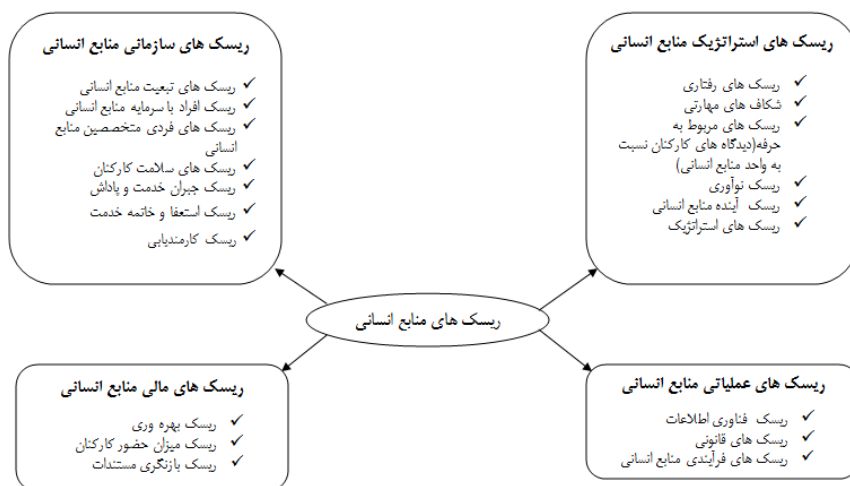 ریسک های استراتژیک منابع انسانی
ریسک های رفتاری
شکاف های مهارتی
ریسک های مربوط به
حرفه(دیدگاه های کارکنان نسبت
به واحد منابع انسانی)
ریسک نوآوری
ریسک آینده منابع انسانی
ریسک های استراتژیک
ریسک های سازمانی منابع انسانی
ریسک های تبعیت منابع انسانی
ریسک افراد با سرمایه منابع انسانی
ریسک های فردی متخصصین منابع
انسانی
ریسک های سلامت کارکنان
ریسک جبران خدمت و پاداش
ریسک استعفا و خاتمه خدمت
ریسک کارمندیابی
ریسک های منابع انسانی
ریسک های عملیاتی منابع انسانی
ریسک فناوری اطلاعات
ریسک های قانونی
ریسک های فرآیندی منابع انسانی
ریسک های مالی منابع انسانی
ریسک بهره وری
ریسک میزان حضور کارکنان
ریسک بازنگری مستندات